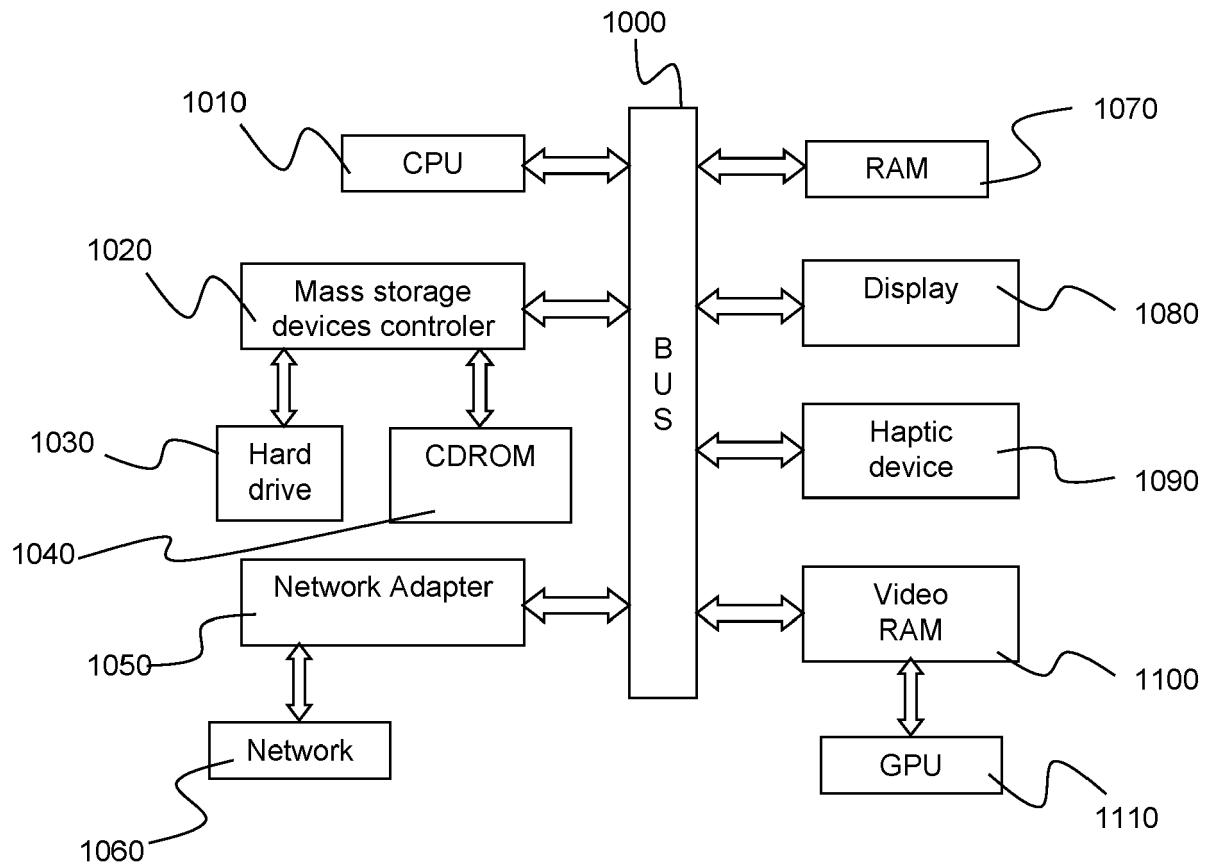 1000
1010
CPU
RAM
1070
1020
Mass storage
devices controler
Display
1080
B
U
S
1030
Hard
drive
CDROM
Haptic
device
1090
1040
Network Adapter
1050
Video
RAM
1100
Network
GPU
1110
1060